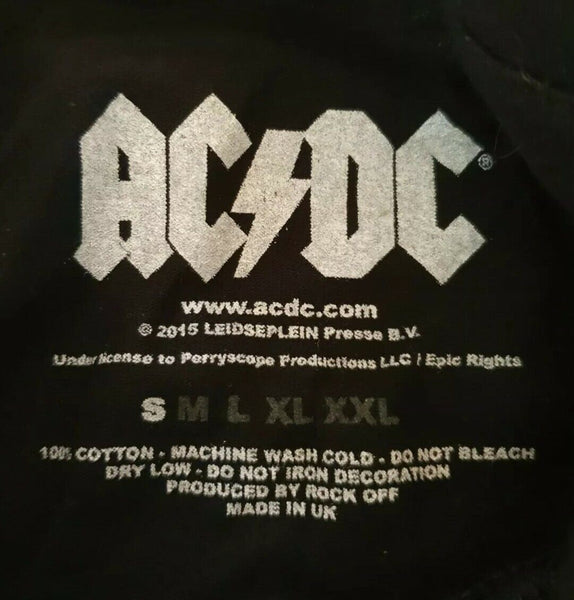 AC⚡DC®
www.acdc.com
© 2015 LEIDSEPLEIN Presse B.V.
Under license to Perryscope Productions LLC / Epic Rights
S M L XL XXL
100% COTTON - MACHINE WASH COLD - DO NOT BLEACH
DRY LOW - DO NOT IRON DECORATION
PRODUCED BY ROCK OFF
MADE IN UK